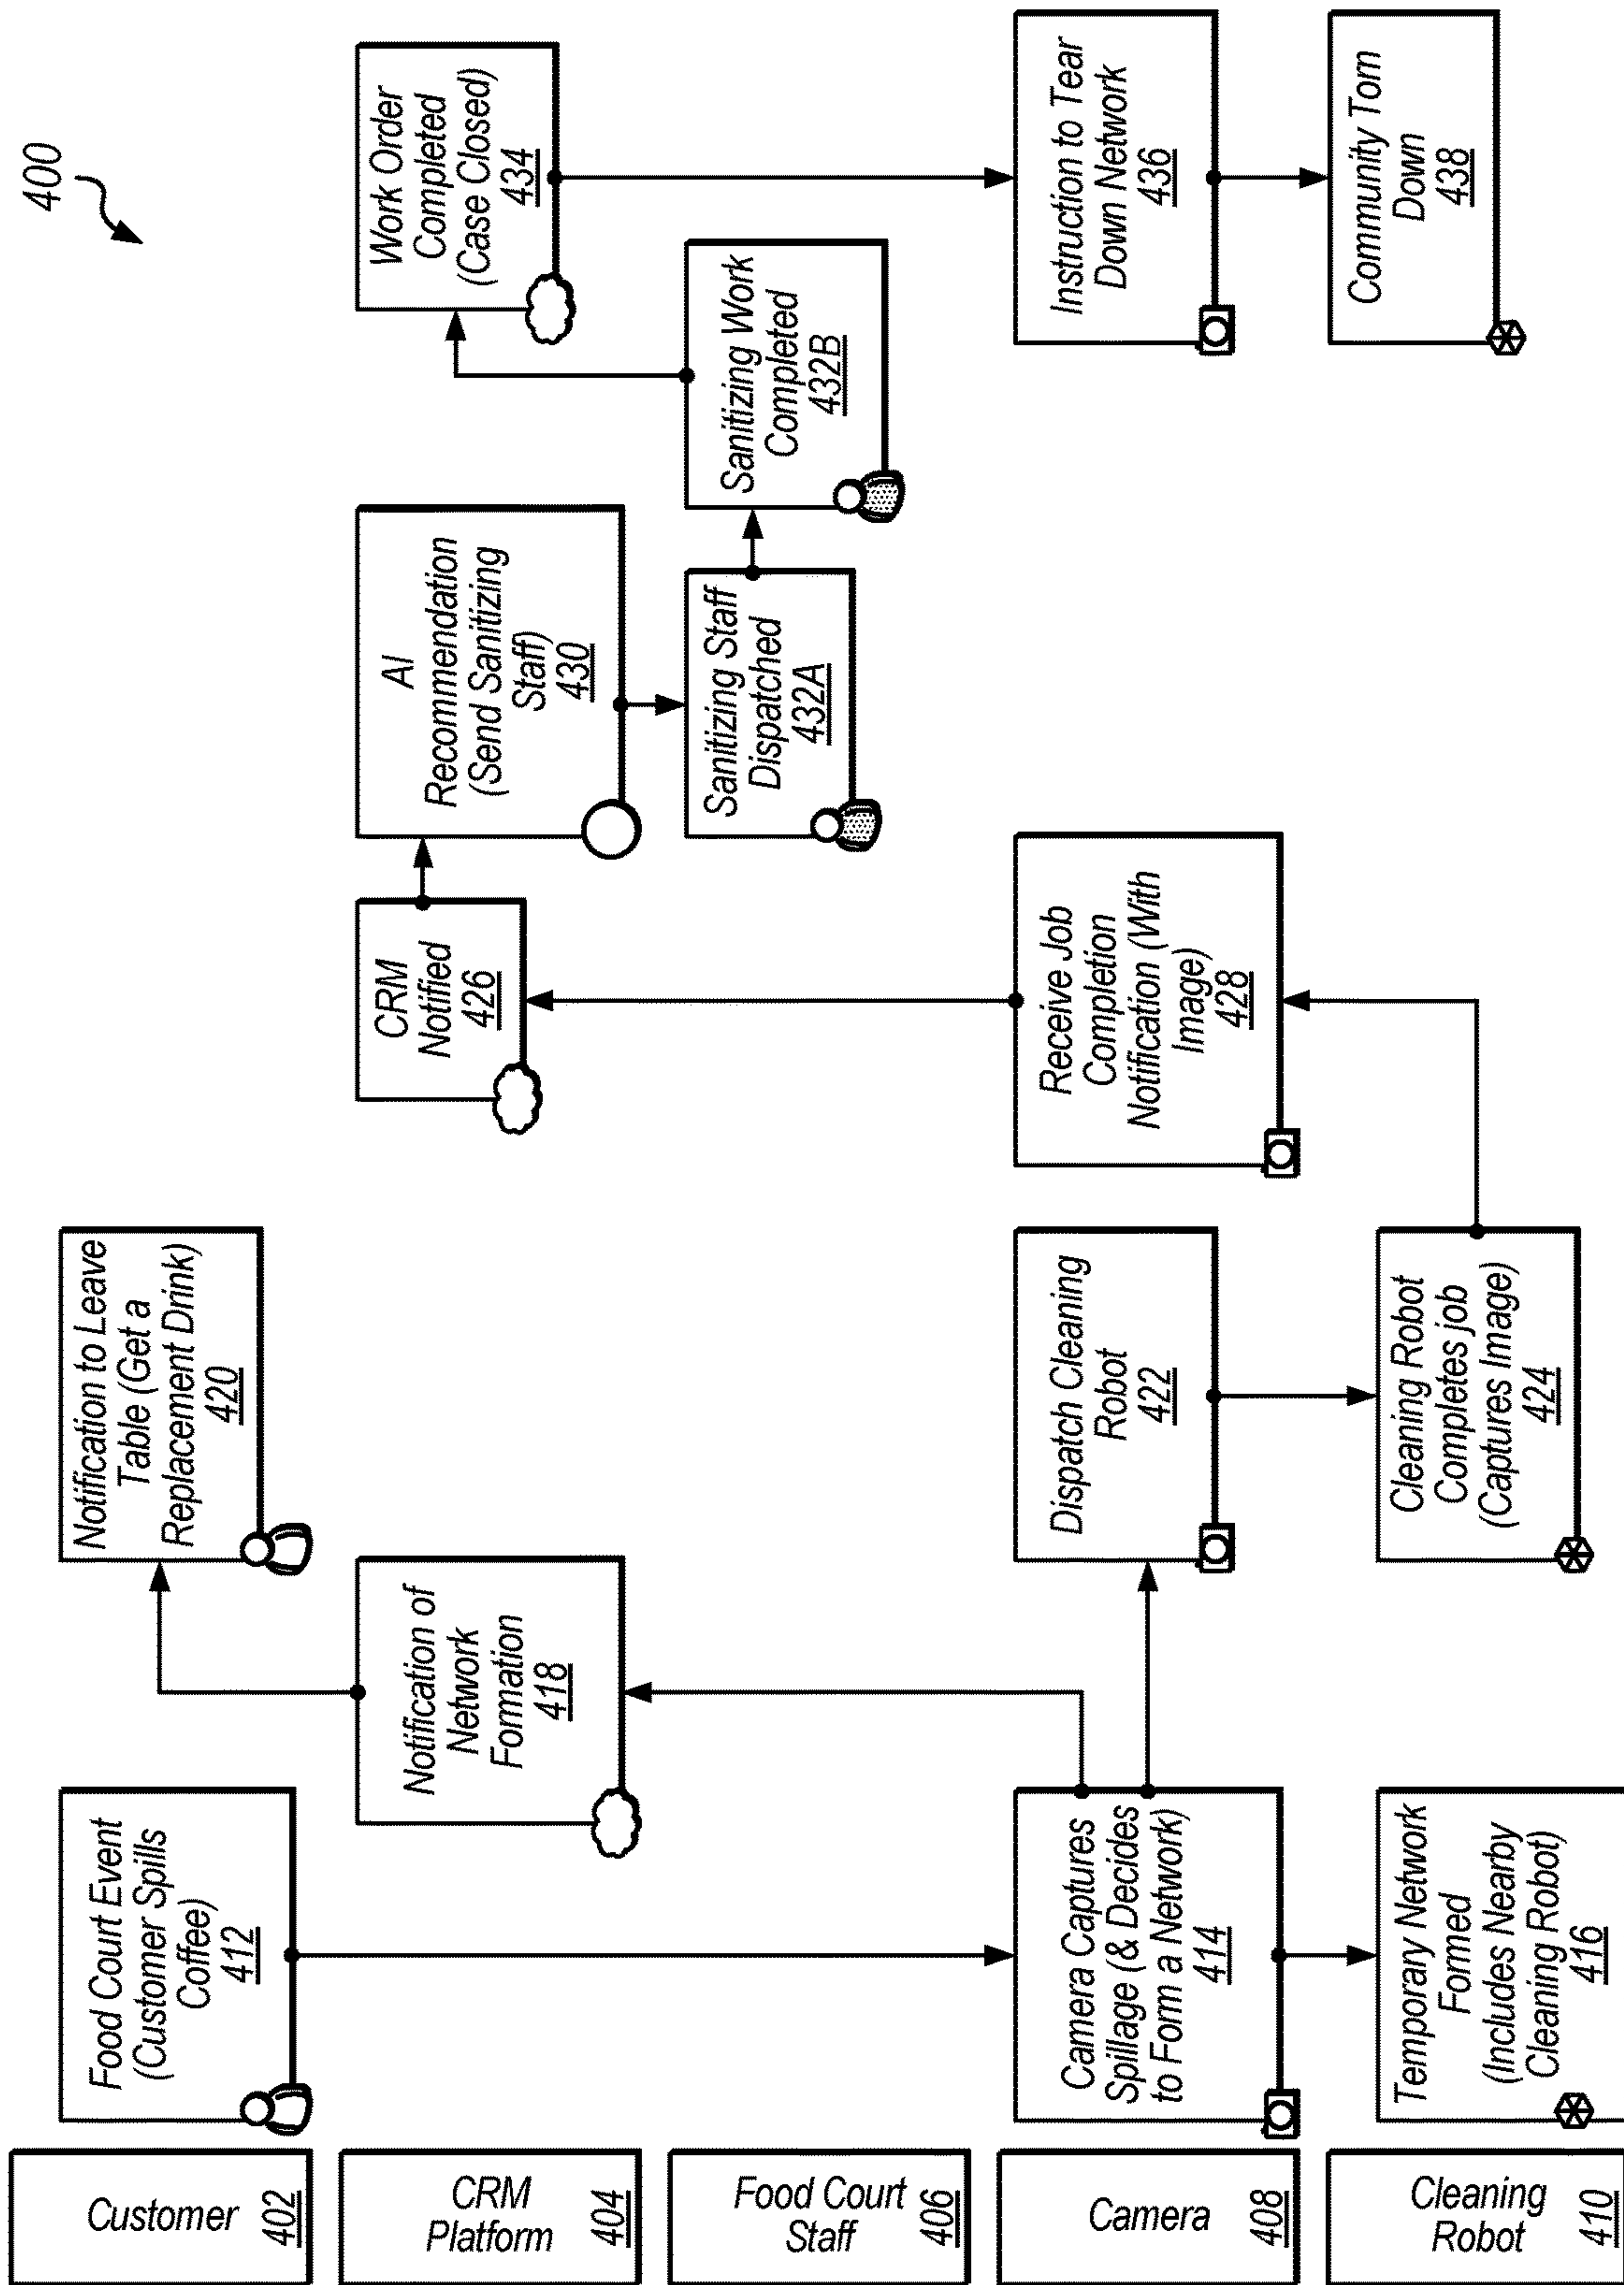 400
Customer
402
Food Court Event
(Customer Spills
Coffee)
412
Notification to Leave
Table (Get a
Replacement Drink)
420
CRM
Platform
404
Notification of
Network
Formation
418
CRM
Notified
426
AI
Recommendation
(Send Sanitizing
Staff)
430
Work Order
Completed
(Case Closed)
434
Food Court
Staff
406
Sanitizing Staff
Dispatched
432A
Sanitizing Work
Completed
432B
Camera
408
Camera Captures
Spillage (& Decides
to Form a Network)
414
Dispatch Cleaning
Robot
422
Receive Job
Completion
Notification (With
Image)
428
Instruction to Tear
Down Network
436
Cleaning
Robot
410
Temporary Network
Formed
(Includes Nearby
Cleaning Robot)
416
Cleaning Robot
Completes job
(Captures Image)
424
Community Torn
Down
438